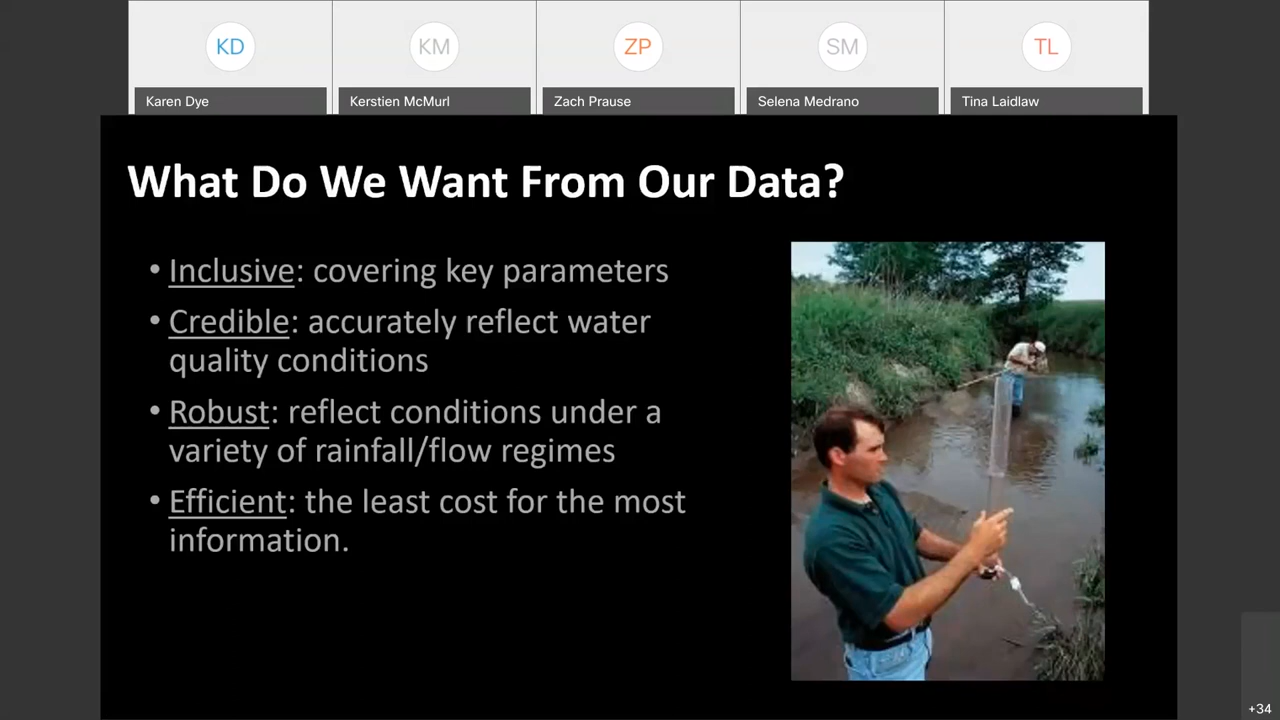 KD
KM
ZP
SM
TL
Karen Dye
Kerstien McMurl
Zach Prause
Selena Medrano
Tina Laidlaw
What Do We Want From Our Data?
• Inclusive: covering key parameters
• Credible: accurately reflect water
quality conditions
• Robust: reflect conditions under a
variety of rainfall/flow regimes
• Efficient: the least cost for the most
information.
+34